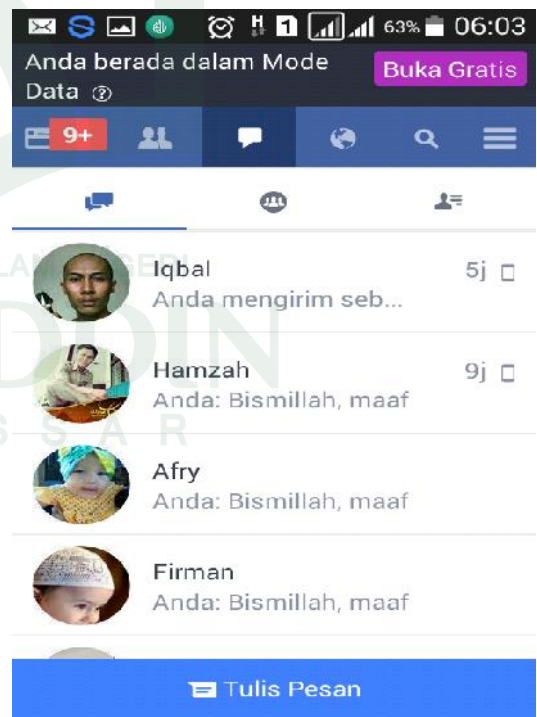 63% 06:03
Anda berada dalam Mode
Data ?
Buka Gratis
9+
Iqbal 5j
Anda mengirim seb...
Hamzah 9j
Anda: Bismillah, maaf
Afry
Anda: Bismillah, maaf
Firman
Anda: Bismillah, maaf
Tulis Pesan